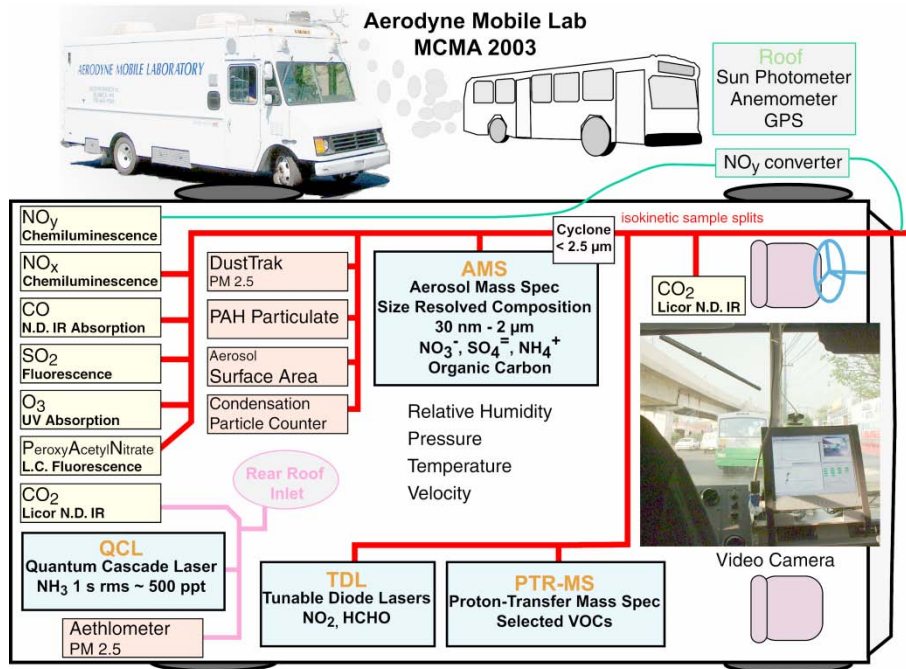 Aerodyne Mobile Lab
MCMA 2003
AERODYNE MOBILE LABORATORY
Roof
Sun Photometer
Anemometer
GPS
NOy converter
isokinetic sample splits
NOy
Chemiluminescence
NOx
Chemiluminescence
CO
N.D. IR Absorption
SO2
Fluorescence
O3
UV Absorption
PeroxyAcetylNitrate
L.C. Fluorescence
CO2
Licor N.D. IR
DustTrak
PM 2.5
PAH Particulate
Aerosol
Surface Area
Condensation
Particle Counter
Cyclone
< 2.5 µm
AMS
Aerosol Mass Spec
Size Resolved Composition
30 nm - 2 µm
NO3-, SO4=, NH4+
Organic Carbon
CO2
Licor N.D. IR
Relative Humidity
Pressure
Temperature
Velocity
Rear Roof
Inlet
QCL
Quantum Cascade Laser
NH3 1 s rms ~ 500 ppt
Aethlometer
PM 2.5
TDL
Tunable Diode Lasers
NO2, HCHO
PTR-MS
Proton-Transfer Mass Spec
Selected VOCs
Video Camera